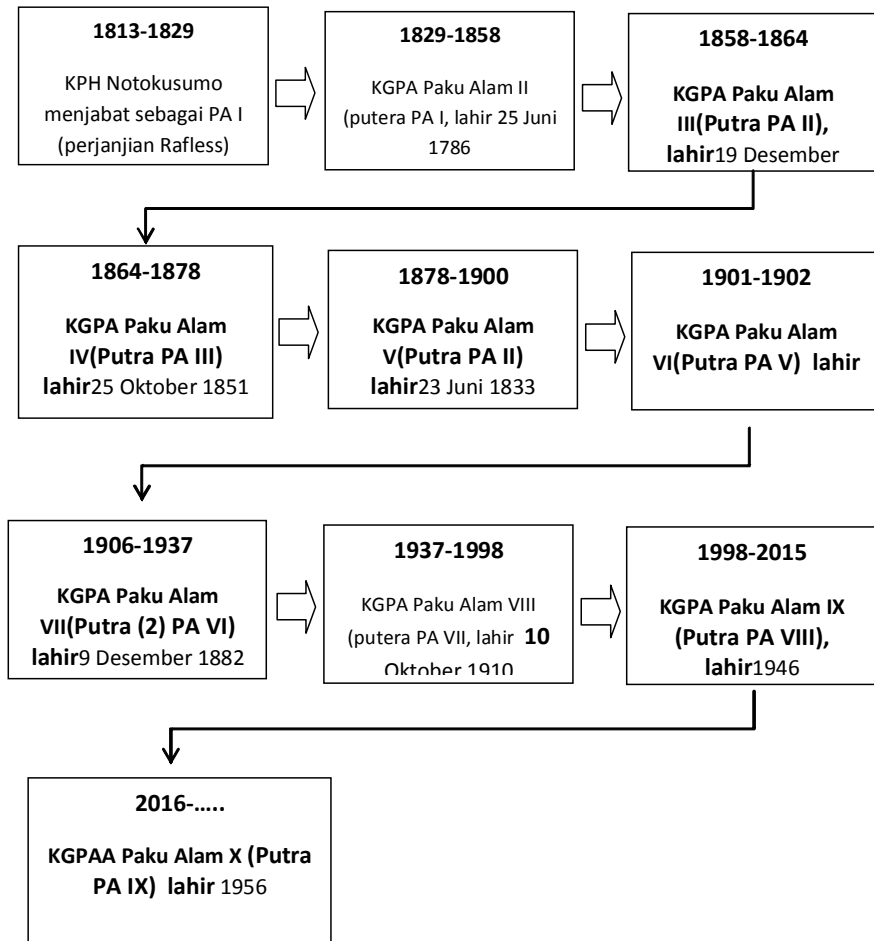 1813-1829
KPH Notokusumo
menjabat sebagai PA I
(perjanjian Rafless)
1829-1858
KGPA Paku Alam II
(putera PA I, lahir 25 Juni
1786
1858-1864
KGPA Paku Alam
III(Putra PA II),
lahir19 Desember
1864-1878
KGPA Paku Alam
IV(Putra PA III)
lahir25 Oktober 1851
1878-1900
KGPA Paku Alam
V(Putra PA II)
lahir23 Juni 1833
1901-1902
KGPA Paku Alam
VI(Putra PA V) lahir
1906-1937
KGPA Paku Alam
VII(Putra (2) PA VI)
lahir9 Desember 1882
1937-1998
KGPA Paku Alam VIII
(putera PA VII, lahir 10
Oktober 1910
1998-2015
KGPA Paku Alam IX
(Putra PA VIII),
lahir1946
2016-…..
KGPAA Paku Alam X (Putra
PA IX) lahir 1956